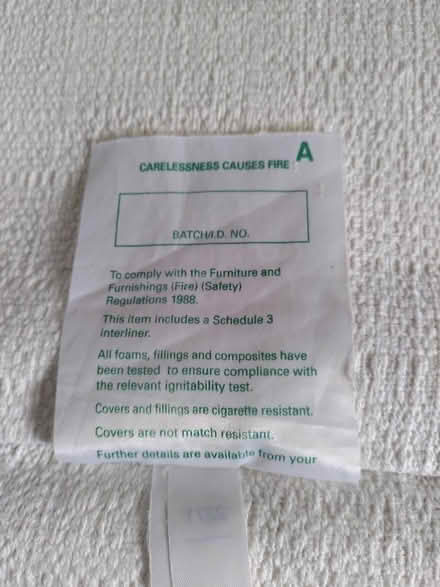 CARELESSNESS CAUSES FIRE A
BATCH/I.D. NO.
To comply with the Furniture and
Furnishings (Fire) (Safety)
Regulations 1988.
This item includes a Schedule 3
interliner.
All foams, fillings and composites have
been tested to ensure compliance with
the relevant ignitability test.
Covers and fillings are cigarette resistant.
Covers are not match resistant.
Further details are available from your